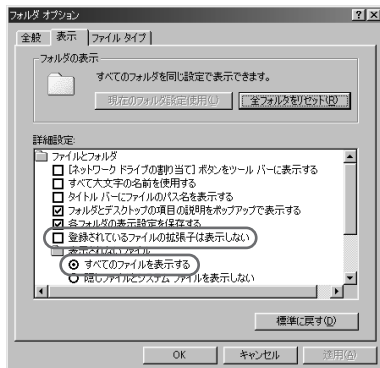 フォルダ オプション
全般 表示 ファイル タイプ
フォルダの表示
すべてのフォルダを同じ設定で表示できます。
現在のフォルダ設定使用(L) 全フォルダをリセット(R)
詳細設定:
ファイルとフォルダ
[ネットワーク ドライブの割り当て] ボタンをツール バーに表示する
すべて大文字の名前を使用する
タイトル バーにファイルのパス名を表示する
フォルダとデスクトップの項目の説明をポップアップで表示する
各フォルダの表示設定を保存する
登録されているファイルの拡張子は表示しない
表示されないファイル
すべてのファイルを表示する
隠しファイルとシステム ファイルを表示しない
標準に戻す(D)
OK キャンセル 適用(A)